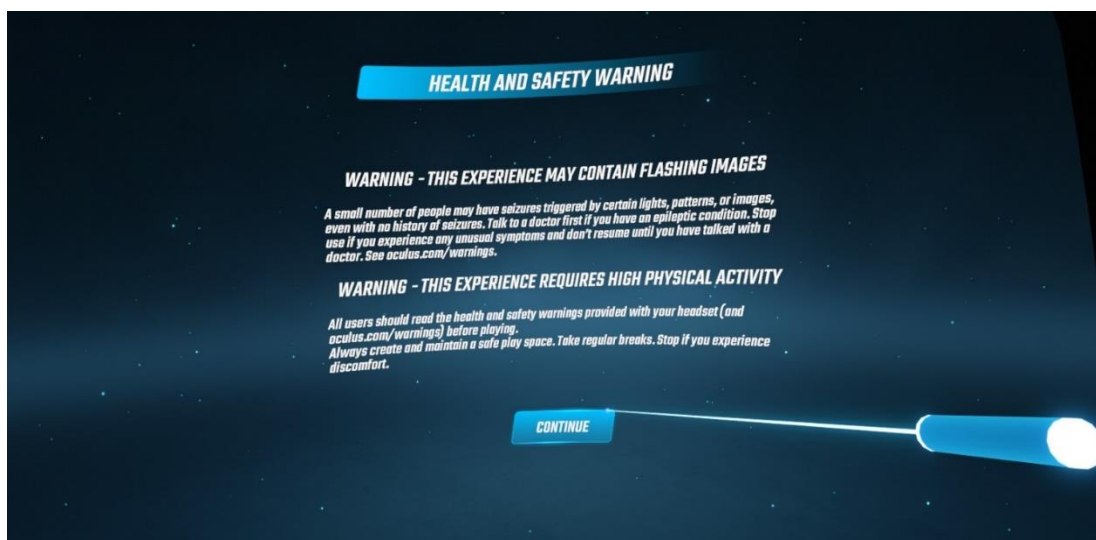 HEALTH AND SAFETY WARNING
WARNING - THIS EXPERIENCE MAY CONTAIN FLASHING IMAGES
A small number of people may have seizures triggered by certain lights, patterns, or images,
even with no history of seizures. Talk to a doctor first if you have an epileptic condition. Stop
use if you experience any unusual symptoms and don't resume until you have talked with a
doctor. See oculus.com/warnings.
WARNING - THIS EXPERIENCE REQUIRES HIGH PHYSICAL ACTIVITY
All users should read the health and safety warnings provided with your headset (and
oculus.com/warnings) before playing.
Always create and maintain a safe play space. Take regular breaks. Stop if you experience
discomfort.
CONTINUE